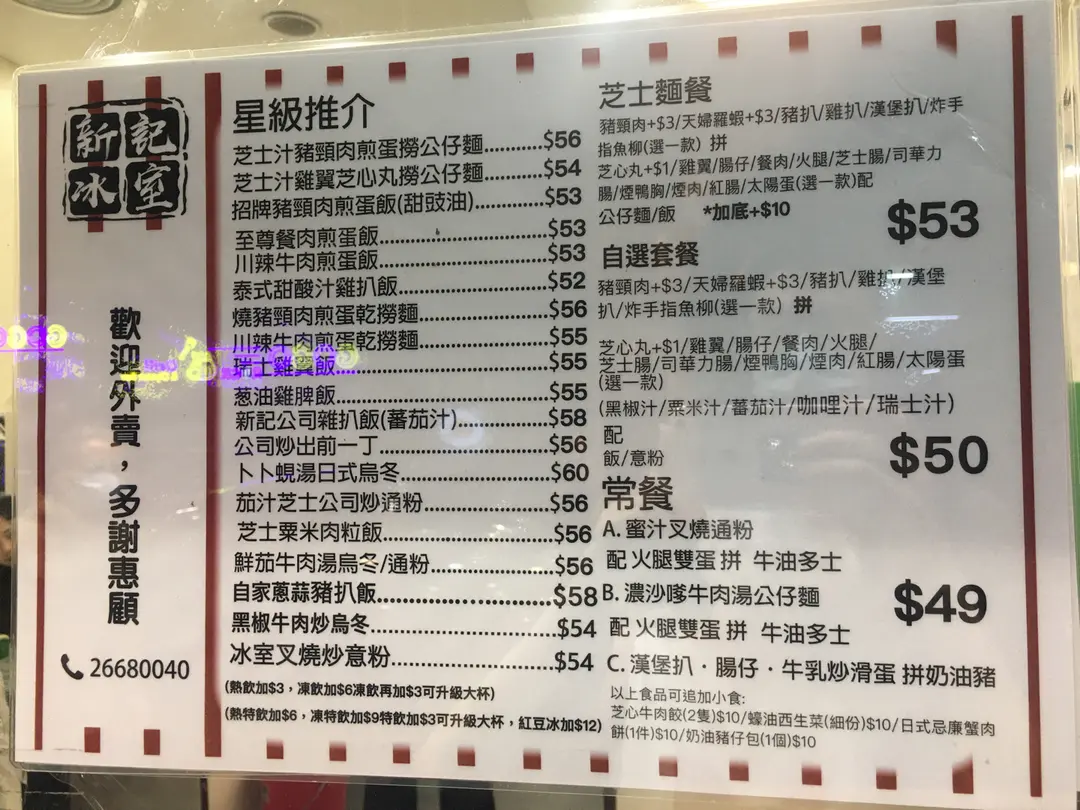 新記
冰室
歡迎外賣，多謝惠顧
26680040
星級推介
芝士汁豬頸肉煎蛋撈公仔麵..........$56
芝士汁雞翼芝心丸撈公仔麵..........$54
招牌豬頸肉煎蛋飯(甜豉油)..........$53
至尊餐肉煎蛋飯..........$53
川辣牛肉煎蛋飯..........$53
泰式甜酸汁雞扒飯..........$52
燒豬頸肉煎蛋乾撈麵..........$56
川辣牛肉煎蛋乾撈麵..........$55
瑞士雞翼飯..........$55
葱油雞脾飯..........$55
新記公司雜扒飯(蕃茄汁)..........$58
公司炒出前一丁..........$56
卜卜蜆湯日式烏冬..........$60
茄汁芝士公司炒通粉..........$56
芝士粟米肉粒飯..........$56
鮮茄牛肉湯烏冬/通粉..........$56
自家蔥蒜豬扒飯..........$58
黑椒牛肉炒烏冬..........$54
冰室叉燒炒意粉..........$54
(熱飲加$3，凍飲加$6凍飲再加$3可升級大杯)
(熱特飲加$6，凍特飲加$9特飲加$3可升級大杯，紅豆冰加$12)
芝士麵餐
豬頸肉+$3/天婦羅蝦+$3/豬扒/雞扒/漢堡扒/炸手
指魚柳(選一款) 拼
芝心丸+$1/雞翼/腸仔/餐肉/火腿/芝士腸/司華力
腸/煙鴨胸/煙肉/紅腸/太陽蛋(選一款)配
公仔麵/飯 *加底+$10
$53
自選套餐
豬頸肉+$3/天婦羅蝦+$3/豬扒/雞扒/漢堡
扒/炸手指魚柳(選一款) 拼
芝心丸+$1/雞翼/腸仔/餐肉/火腿/
芝士腸/司華力腸/煙鴨胸/煙肉/紅腸/太陽蛋
(選一款)
(黑椒汁/粟米汁/蕃茄汁/咖哩汁/瑞士汁)
配
飯/意粉
$50
常餐
A. 蜜汁叉燒通粉
配 火腿雙蛋 拼 牛油多士
B. 濃沙嗲牛肉湯公仔麵
配 火腿雙蛋 拼 牛油多士
$49
C. 漢堡扒・腸仔・牛乳炒滑蛋 拼奶油豬
以上食品可追加小食:
芝心牛肉餃(2隻)$10/蠔油西生菜(細份)$10/日式忌廉蟹肉
餅(1件)$10/奶油豬仔包(1個)$10